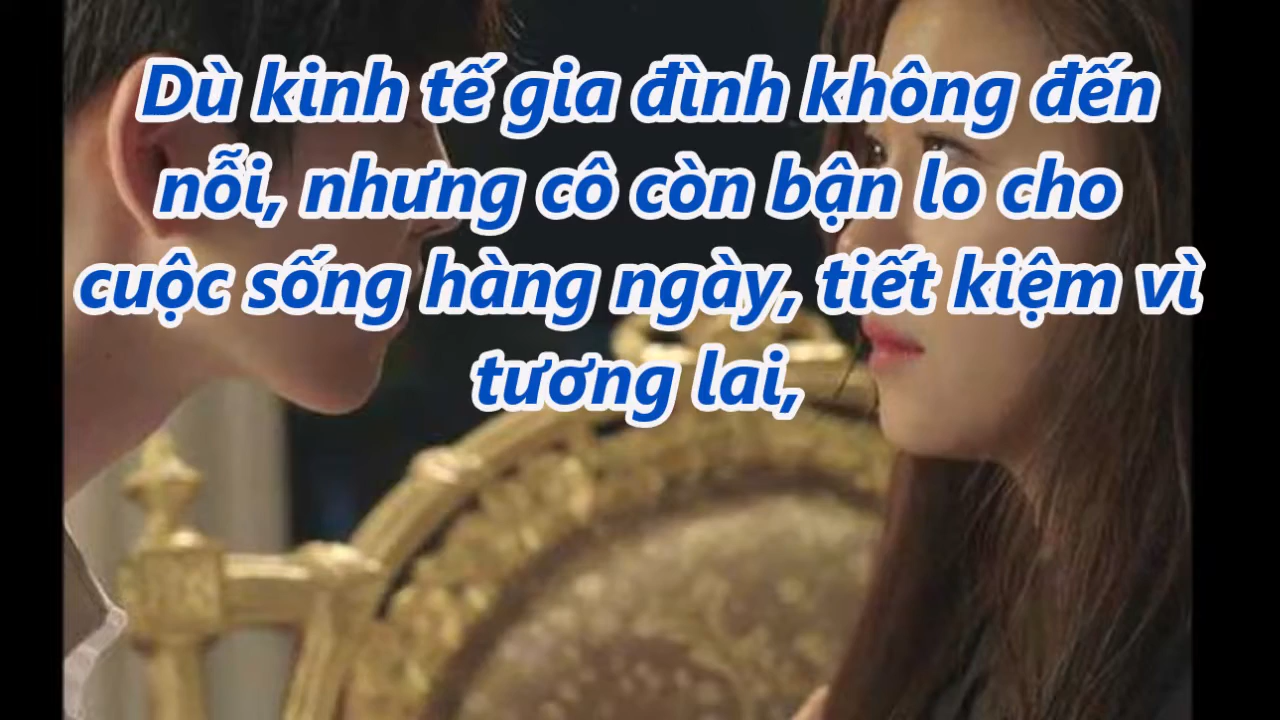 Dù kinh tế gia đình không đến
nỗi, nhưng cô còn bận lo cho
cuộc sống hàng ngày, tiết kiệm vì
tương lai,